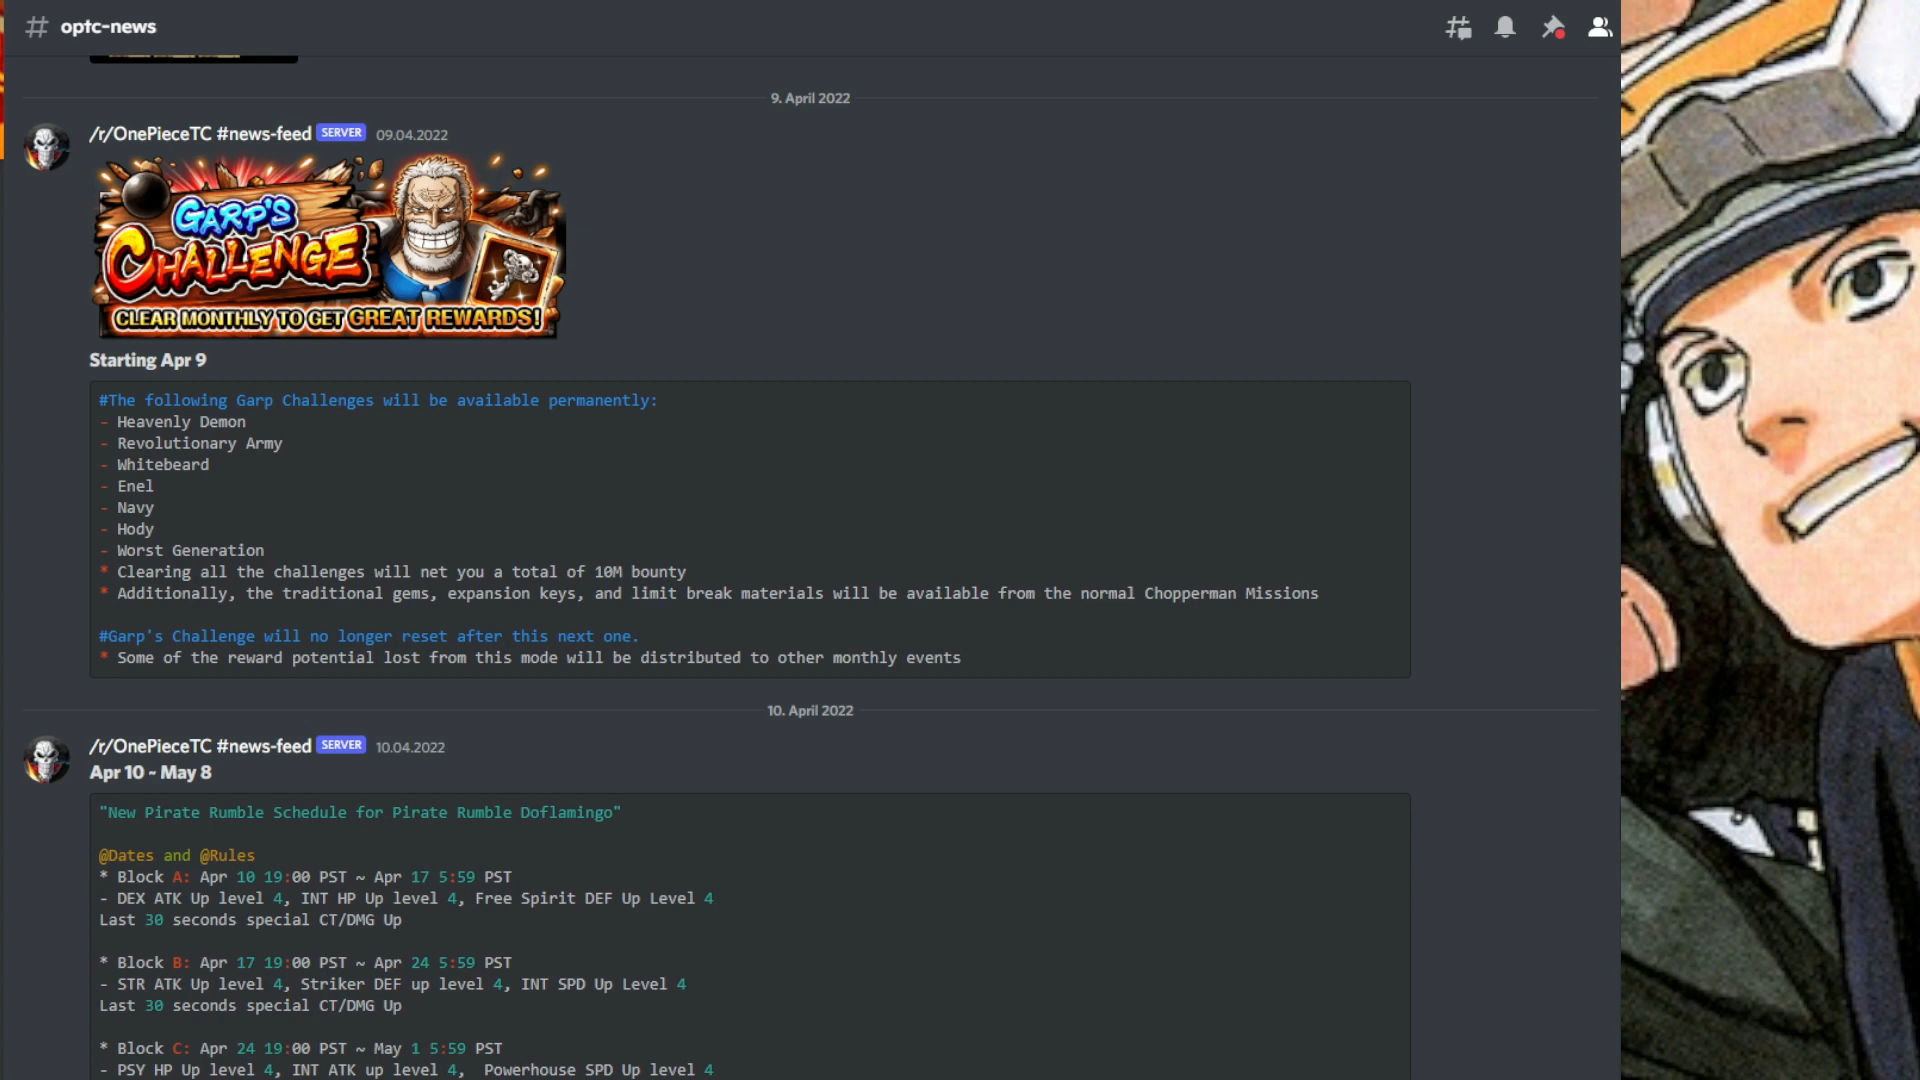 # optc-news
9. April 2022
/r/OnePieceTC #news-feed SERVER 09.04.2022
GARP'S
CHALLENGE
CLEAR MONTHLY TO GET GREAT REWARDS!
Starting Apr 9
#The following Garp Challenges will be available permanently:
- Heavenly Demon
- Revolutionary Army
- Whitebeard
- Enel
- Navy
- Hody
- Worst Generation
* Clearing all the challenges will net you a total of 10M bounty
* Additionally, the traditional gems, expansion keys, and limit break materials will be available from the normal Chopperman Missions
#Garp's Challenge will no longer reset after this next one.
* Some of the reward potential lost from this mode will be distributed to other monthly events
10. April 2022
/r/OnePieceTC #news-feed SERVER 10.04.2022
Apr 10 ~ May 8
"New Pirate Rumble Schedule for Pirate Rumble Doflamingo"
@Dates and @Rules
* Block A: Apr 10 19:00 PST ~ Apr 17 5:59 PST
- DEX ATK Up level 4, INT HP Up level 4, Free Spirit DEF Up Level 4
Last 30 seconds special CT/DMG Up
* Block B: Apr 17 19:00 PST ~ Apr 24 5:59 PST
- STR ATK Up level 4, Striker DEF up level 4, INT SPD Up Level 4
Last 30 seconds special CT/DMG Up
* Block C: Apr 24 19:00 PST ~ May 1 5:59 PST
- PSY HP Up level 4, INT ATK up level 4,  Powerhouse SPD Up level 4